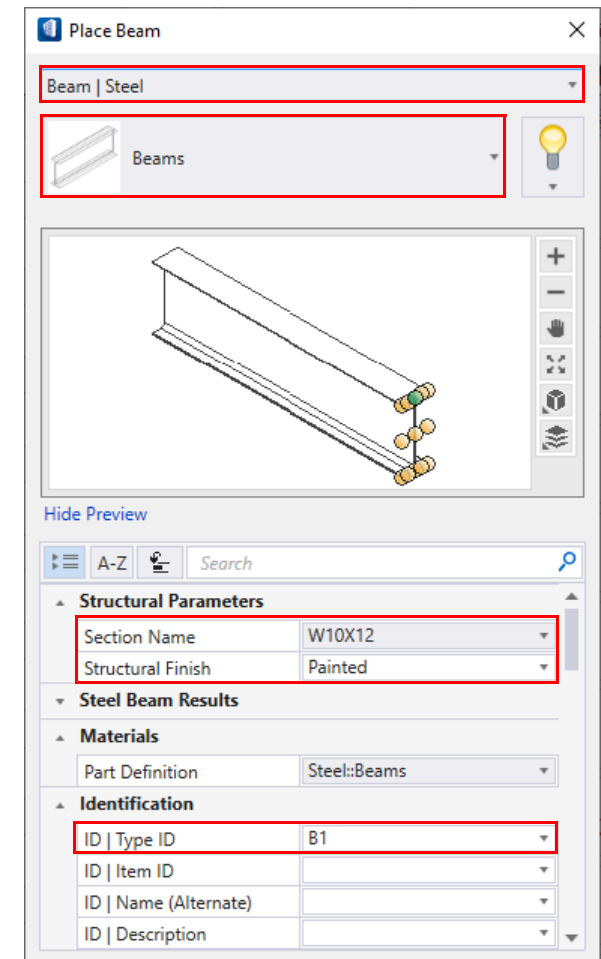 Place Beam
Beam | Steel
Beams
Hide Preview
A-Z Search
Structural Parameters
Section Name W10X12
Structural Finish Painted
Steel Beam Results
Materials
Part Definition Steel::Beams
Identification
ID | Type ID B1
ID | Item ID
ID | Name (Alternate)
ID | Description